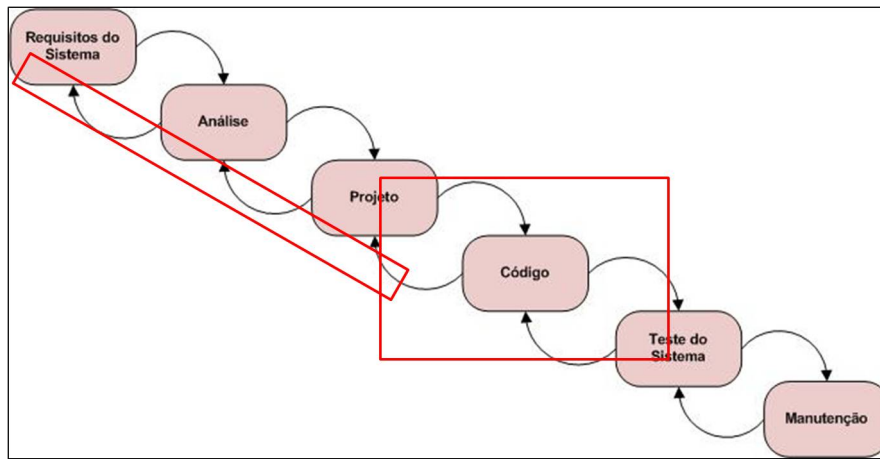 Requisitos do
Sistema
Análise
Projeto
Código
Teste do
Sistema
Manutenção